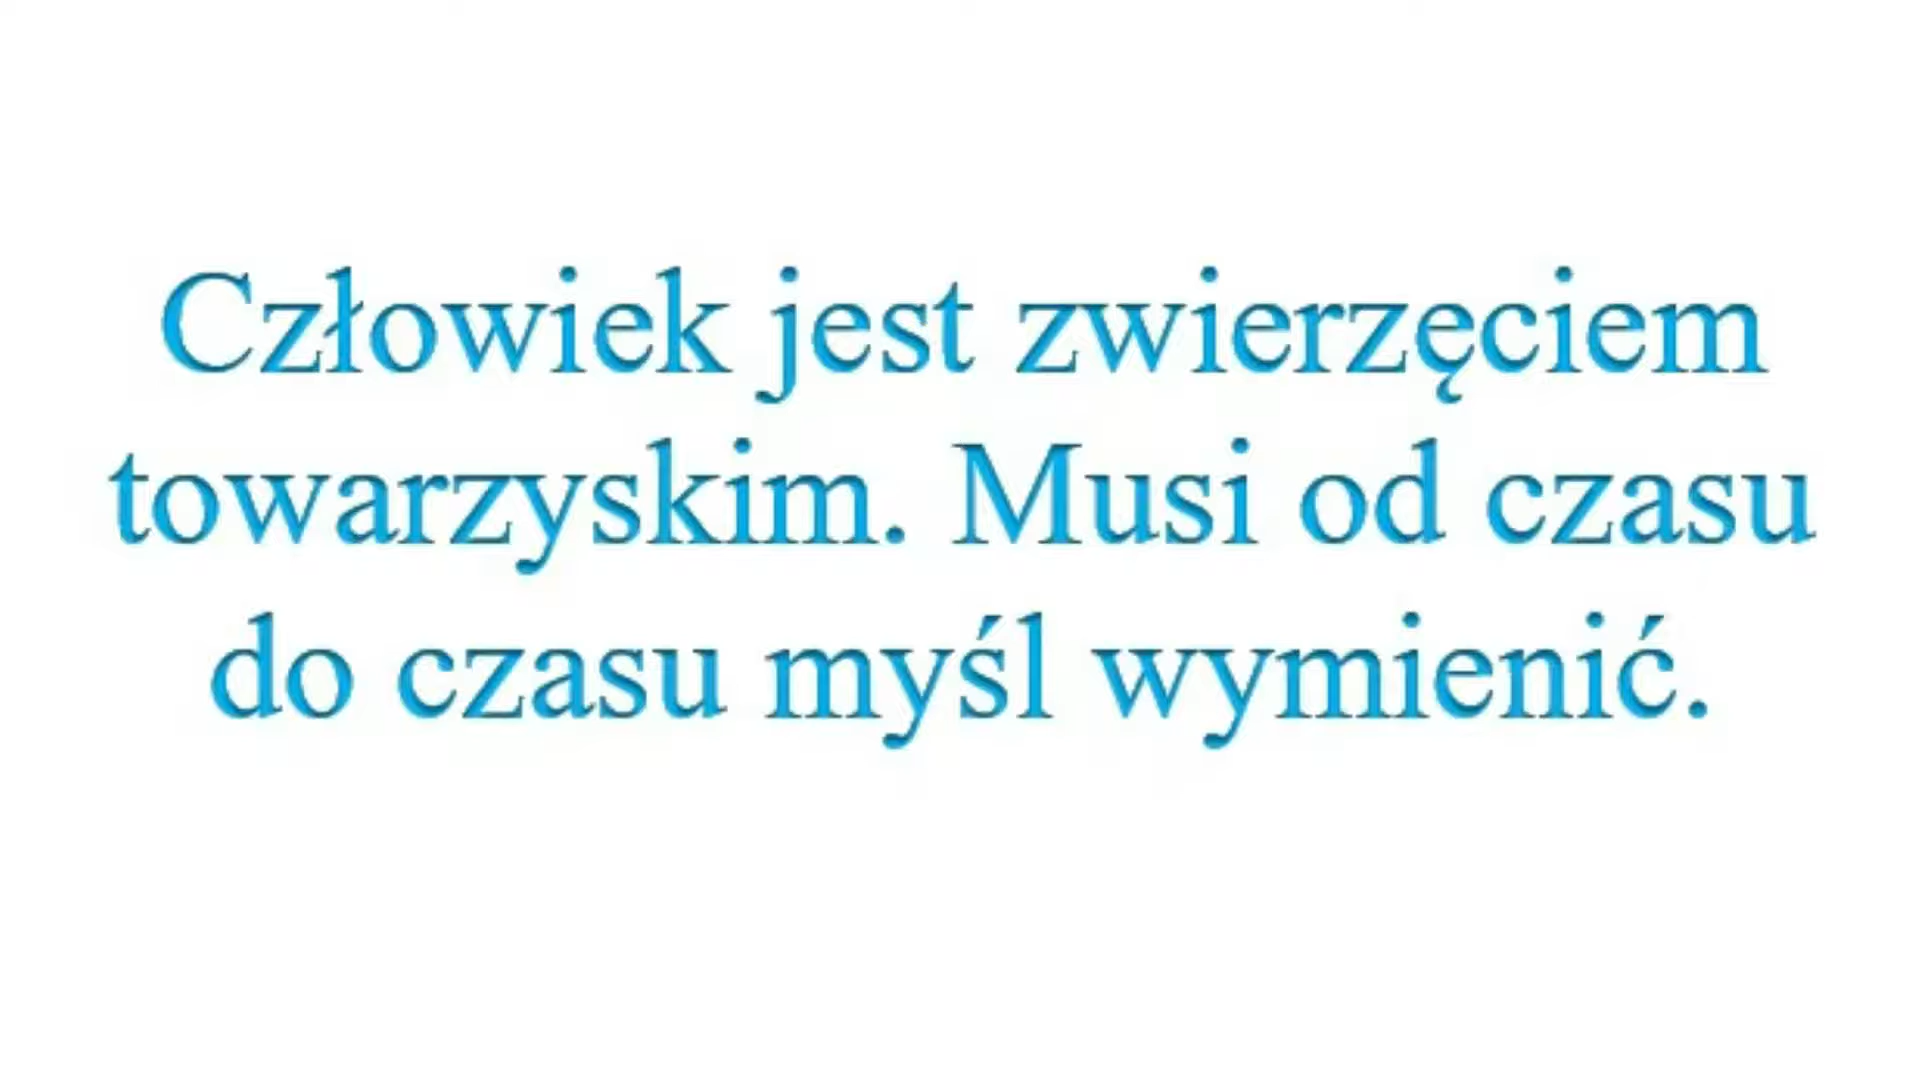 Człowiek jest zwierzęciem
towarzyskim. Musi od czasu
do czasu myśl wymienić.